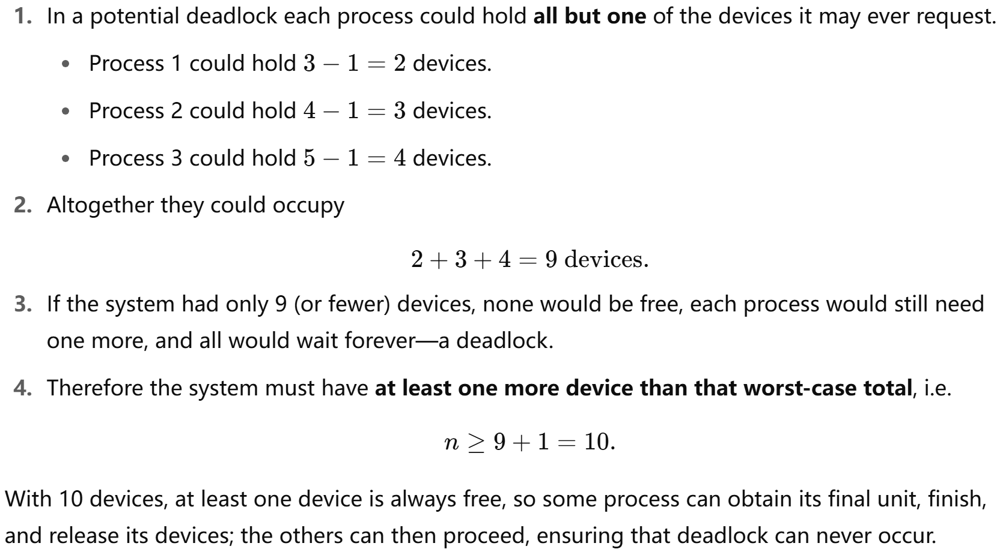 1. In a potential deadlock each process could hold all but one of the devices it may ever request.
• Process 1 could hold 3 − 1 = 2 devices.
• Process 2 could hold 4 − 1 = 3 devices.
• Process 3 could hold 5 − 1 = 4 devices.
2. Altogether they could occupy
2 + 3 + 4 = 9 devices.
3. If the system had only 9 (or fewer) devices, none would be free, each process would still need
one more, and all would wait forever—a deadlock.
4. Therefore the system must have at least one more device than that worst-case total, i.e.
n ≥ 9 + 1 = 10.
With 10 devices, at least one device is always free, so some process can obtain its final unit, finish,
and release its devices; the others can then proceed, ensuring that deadlock can never occur.